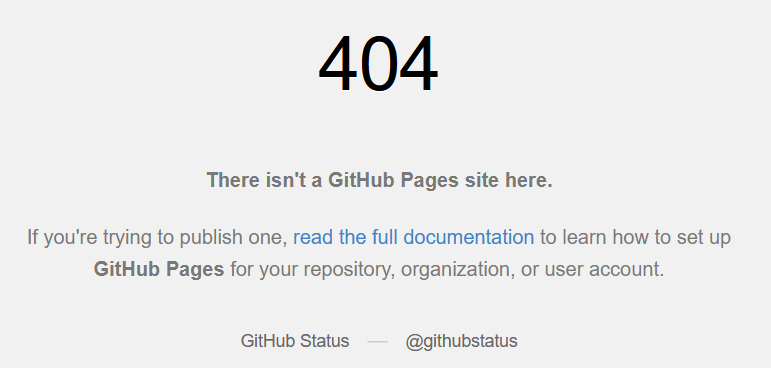 404
There isn't a GitHub Pages site here.
If you're trying to publish one, read the full documentation to learn how to set up
GitHub Pages for your repository, organization, or user account.
GitHub Status — @githubstatus